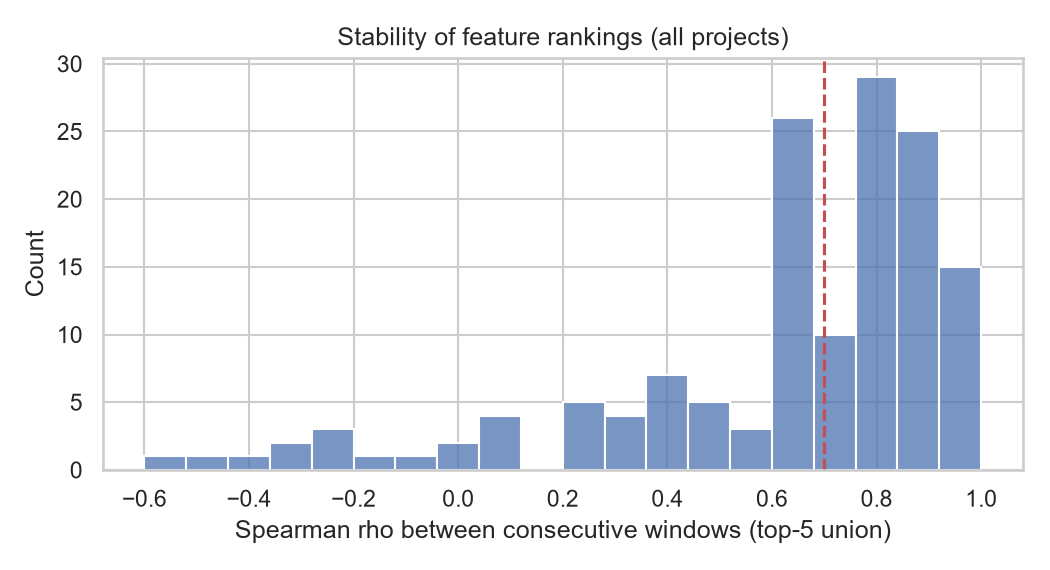 Stability of feature rankings (all projects)
30
25
20
15
10
5
0
Count
−0.6 −0.4 −0.2 0.0 0.2 0.4 0.6 0.8 1.0
Spearman rho between consecutive windows (top-5 union)